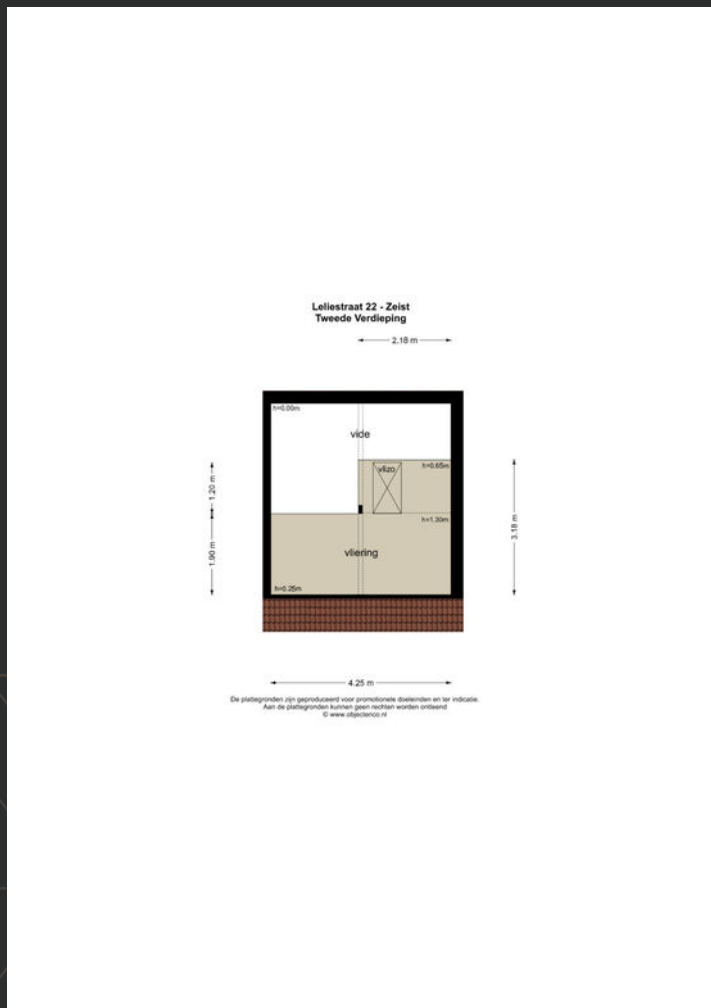 Leliestraat 22 - Zeist
Tweede Verdieping
2.18 m
h=0.00m
vide
vlizo
h=0.65m
1.20 m
h=1.30m
3.18 m
1.90 m
vliering
h=0.25m
4.25 m
De plattegronden zijn geproduceerd voor promotionele doeleinden en ter indicatie.
Aan de plattegronden kunnen geen rechten worden ontleend
© www.objectenco.nl